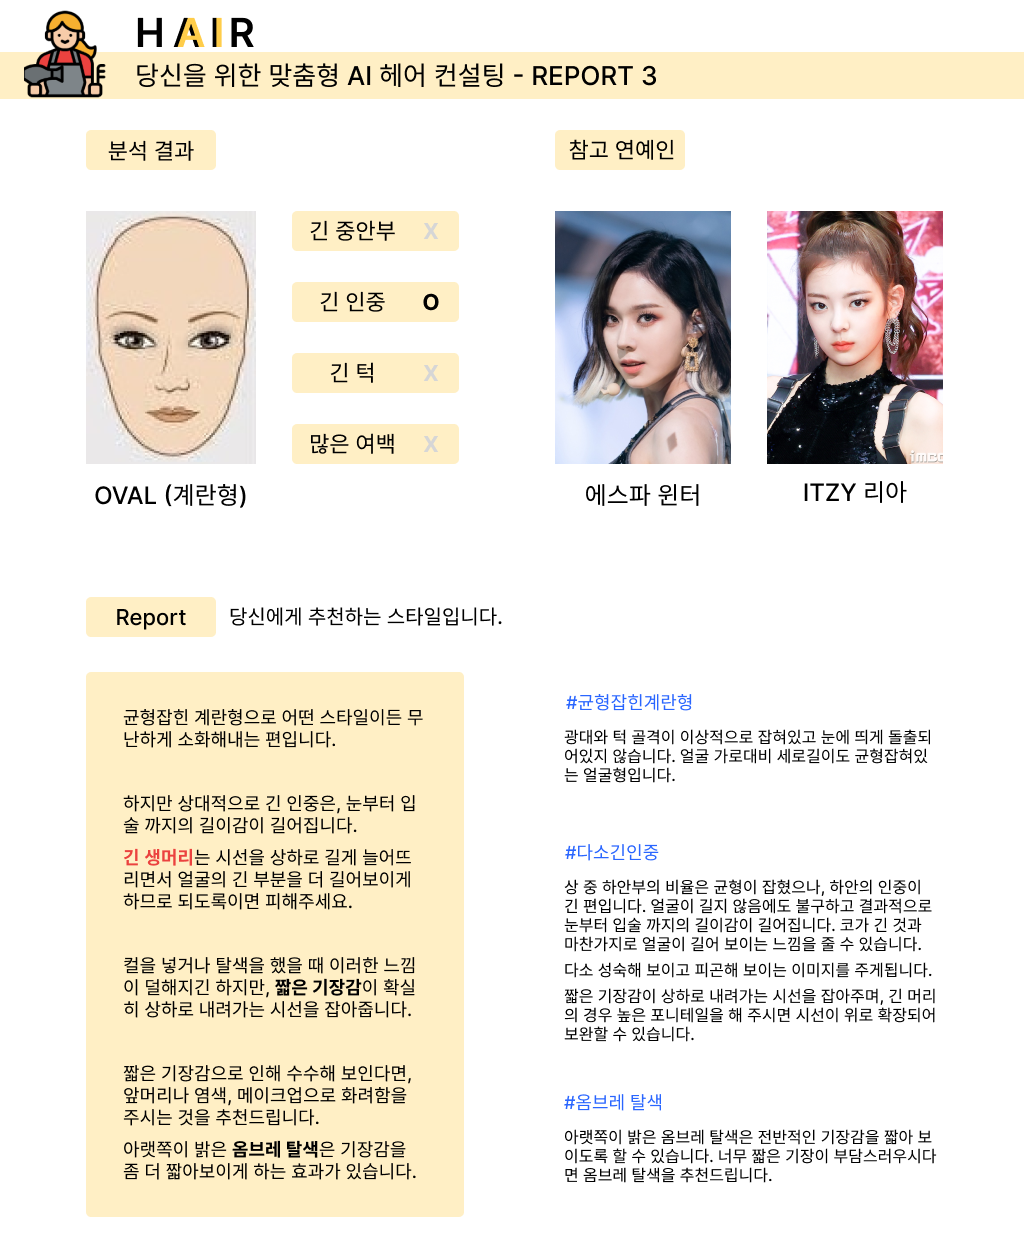 HAIR
당신을 위한 맞춤형 AI 헤어 컨설팅 - REPORT 3
분석 결과
긴 중안부 X
긴 인중 O
긴 턱 X
많은 여백 X
OVAL (계란형)
참고 연예인
imbc
에스파 윈터
ITZY 리아
Report
당신에게 추천하는 스타일입니다.
균형잡힌 계란형으로 어떤 스타일이든 무
난하게 소화해내는 편입니다.
하지만 상대적으로 긴 인중은, 눈부터 입
술 까지의 길이감이 길어집니다.
긴 생머리는 시선을 상하로 길게 늘어뜨
리면서 얼굴의 긴 부분을 더 길어보이게
하므로 되도록이면 피해주세요.
컬을 넣거나 탈색을 했을 때 이러한 느낌
이 덜해지긴 하지만, 짧은 기장감이 확실
히 상하로 내려가는 시선을 잡아줍니다.
짧은 기장감으로 인해 수수해 보인다면,
앞머리나 염색, 메이크업으로 화려함을
주시는 것을 추천드립니다.
아랫쪽이 밝은 옴브레 탈색은 기장감을
좀 더 짧아보이게 하는 효과가 있습니다.
#균형잡힌계란형
광대와 턱 골격이 이상적으로 잡혀있고 눈에 띄게 돌출되
어있지 않습니다. 얼굴 가로대비 세로길이도 균형잡혀있
는 얼굴형입니다.
#다소긴인중
상 중 하안부의 비율은 균형이 잡혔으나, 하안의 인중이
긴 편입니다. 얼굴이 길지 않음에도 불구하고 결과적으로
눈부터 입술 까지의 길이감이 길어집니다. 코가 긴 것과
마찬가지로 얼굴이 길어 보이는 느낌을 줄 수 있습니다.
다소 성숙해 보이고 피곤해 보이는 이미지를 주게됩니다.
짧은 기장감이 상하로 내려가는 시선을 잡아주며, 긴 머리
의 경우 높은 포니테일을 해 주시면 시선이 위로 확장되어
보완할 수 있습니다.
#옴브레 탈색
아랫쪽이 밝은 옴브레 탈색은 전반적인 기장감을 짧아 보
이도록 할 수 있습니다. 너무 짧은 기장이 부담스러우시다
면 옴브레 탈색을 추천드립니다.